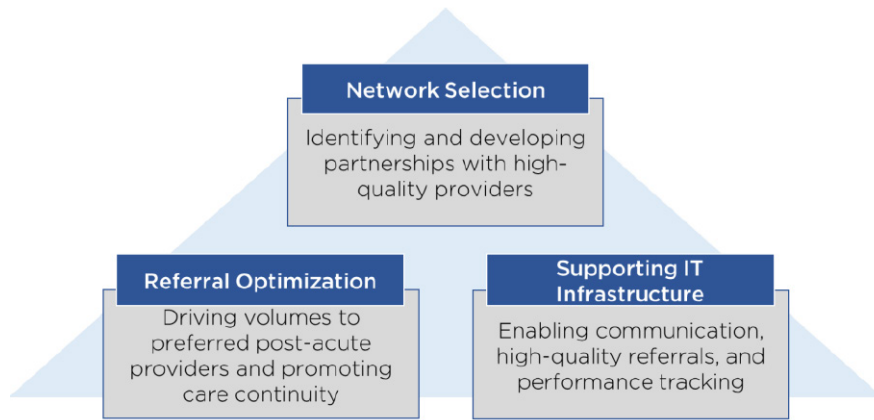 Network Selection
Identifying and developing
partnerships with high-
quality providers
Referral Optimization
Driving volumes to
preferred post-acute
providers and promoting
care continuity
Supporting IT
Infrastructure
Enabling communication,
high-quality referrals, and
performance tracking